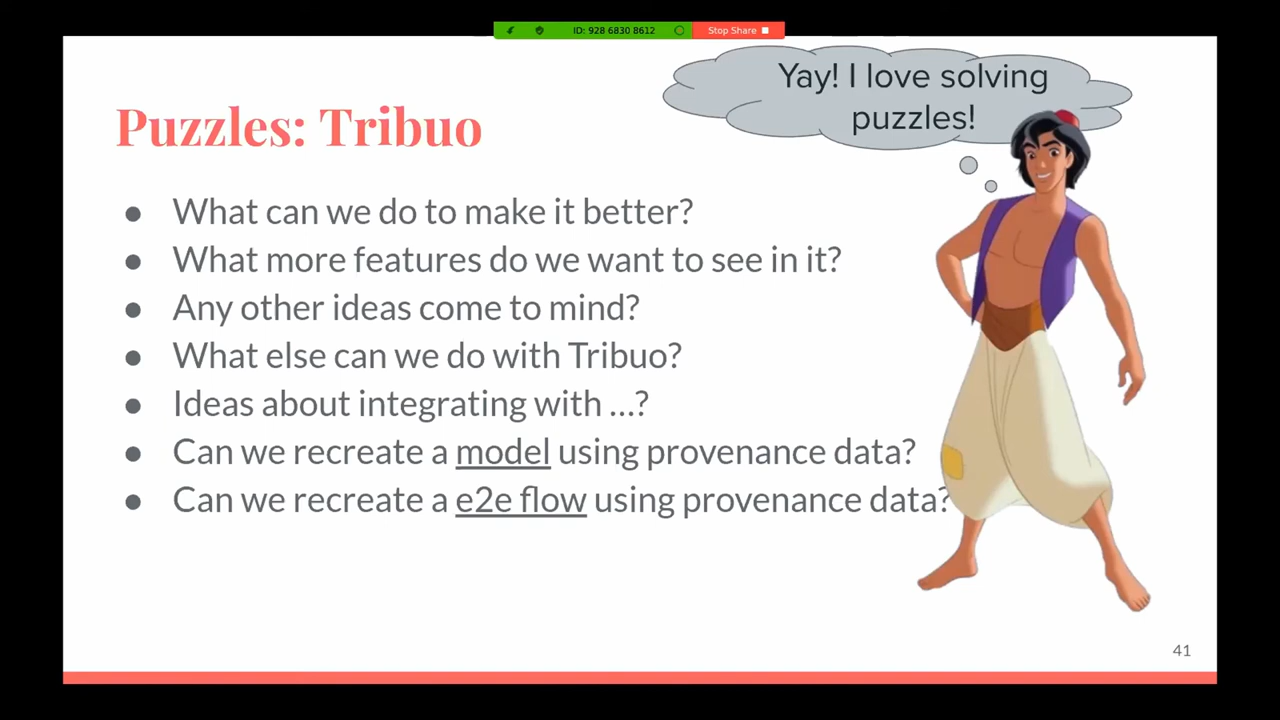 ID: 928 6830 8612
Stop Share
Yay! I love solving
puzzles!
Puzzles: Tribuo
● What can we do to make it better?
● What more features do we want to see in it?
● Any other ideas come to mind?
● What else can we do with Tribuo?
● Ideas about integrating with ...?
● Can we recreate a model using provenance data?
● Can we recreate a e2e flow using provenance data?
41